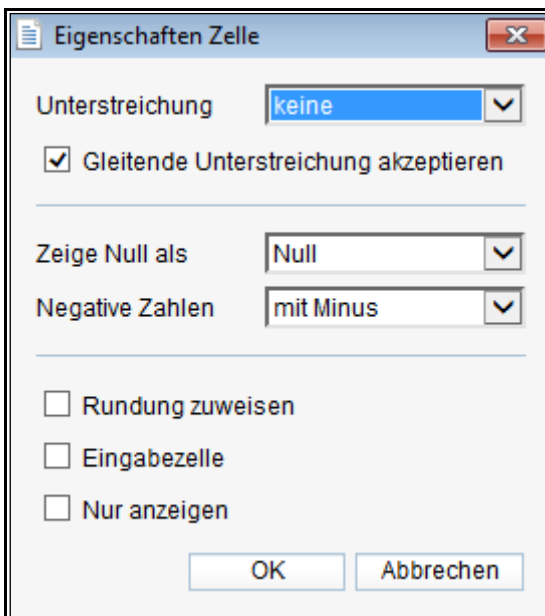 Eigenschaften Zelle
Unterstreichung keine
Gleitende Unterstreichung akzeptieren
Zeige Null als Null
Negative Zahlen mit Minus
Rundung zuweisen
Eingabezelle
Nur anzeigen
OK Abbrechen